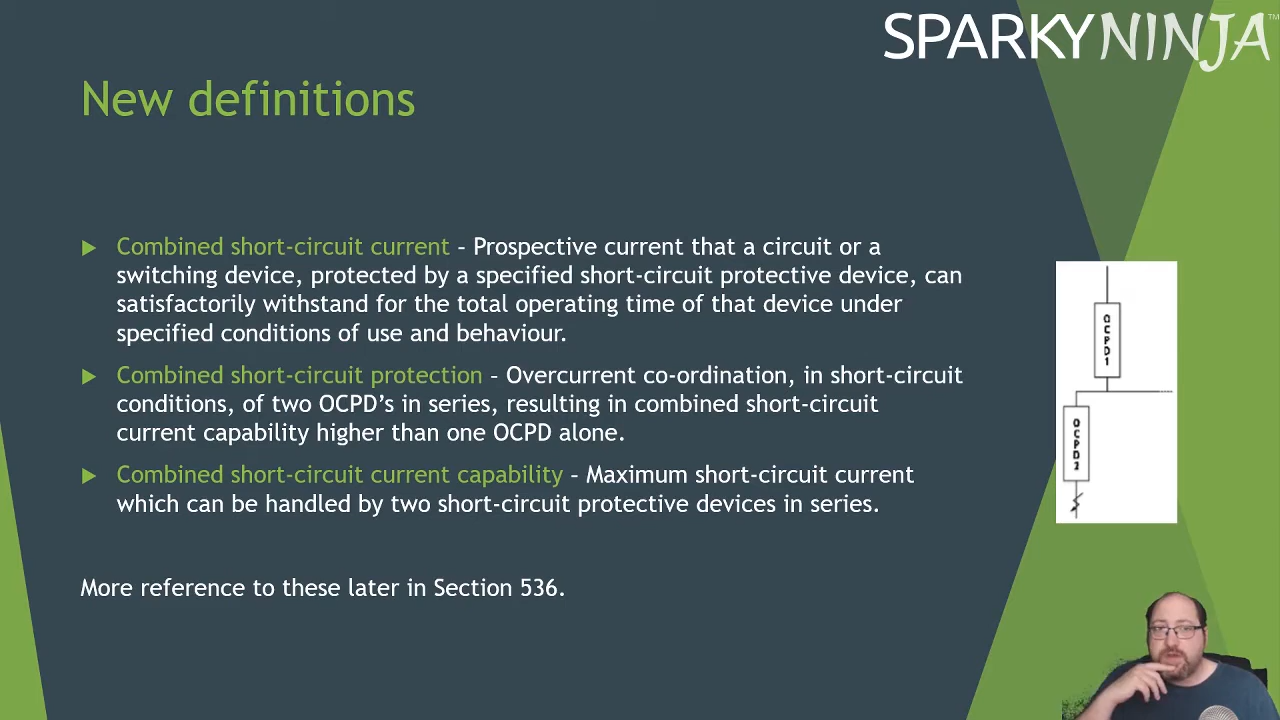 SPARKYNINJA™
New definitions
Combined short-circuit current – Prospective current that a circuit or a
switching device, protected by a specified short-circuit protective device, can
satisfactorily withstand for the total operating time of that device under
specified conditions of use and behaviour.
Combined short-circuit protection – Overcurrent co-ordination, in short-circuit
conditions, of two OCPD’s in series, resulting in combined short-circuit
current capability higher than one OCPD alone.
Combined short-circuit current capability – Maximum short-circuit current
which can be handled by two short-circuit protective devices in series.
More reference to these later in Section 536.
OCPD1
OCPD2